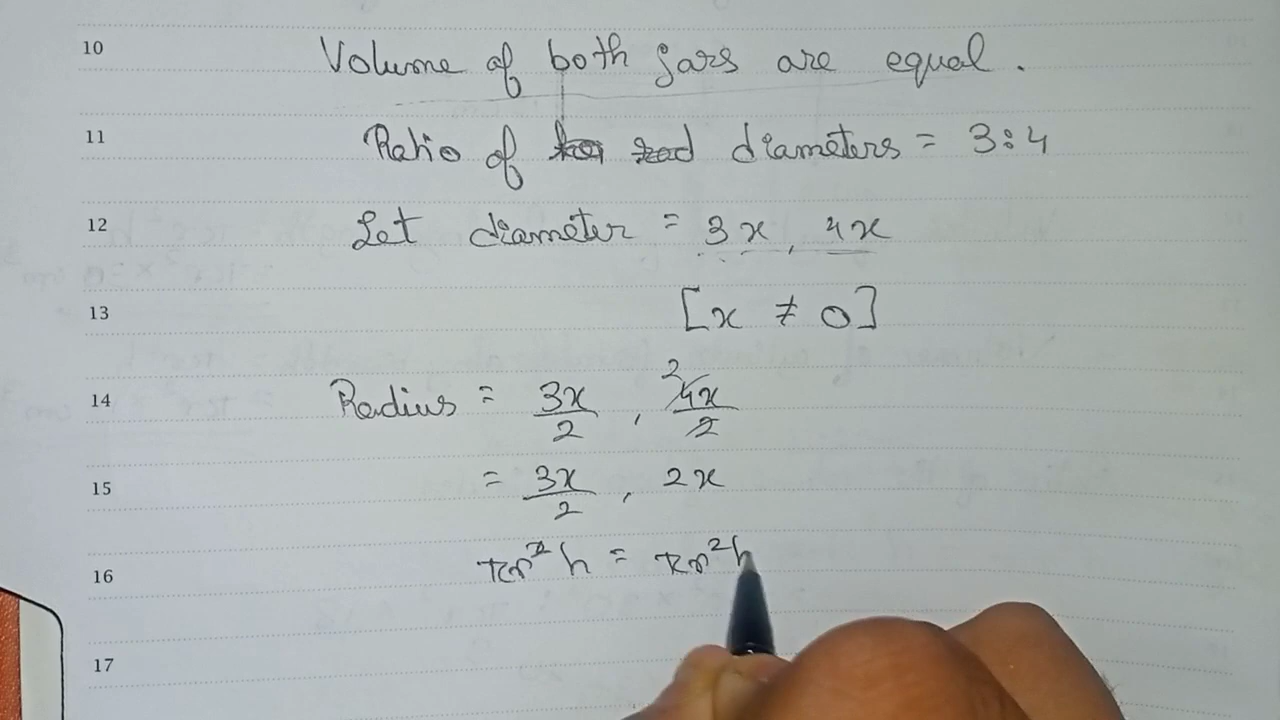 10 Volume of both jars are equal.
11 Ratio of diameters = 3:4
12 Let diameter = 3x, 4x
13 [x ≠ 0]
14 Radius = 3x/2, 2 4x/2
15 = 3x/2, 2x
16 πr²h = πr²h
17